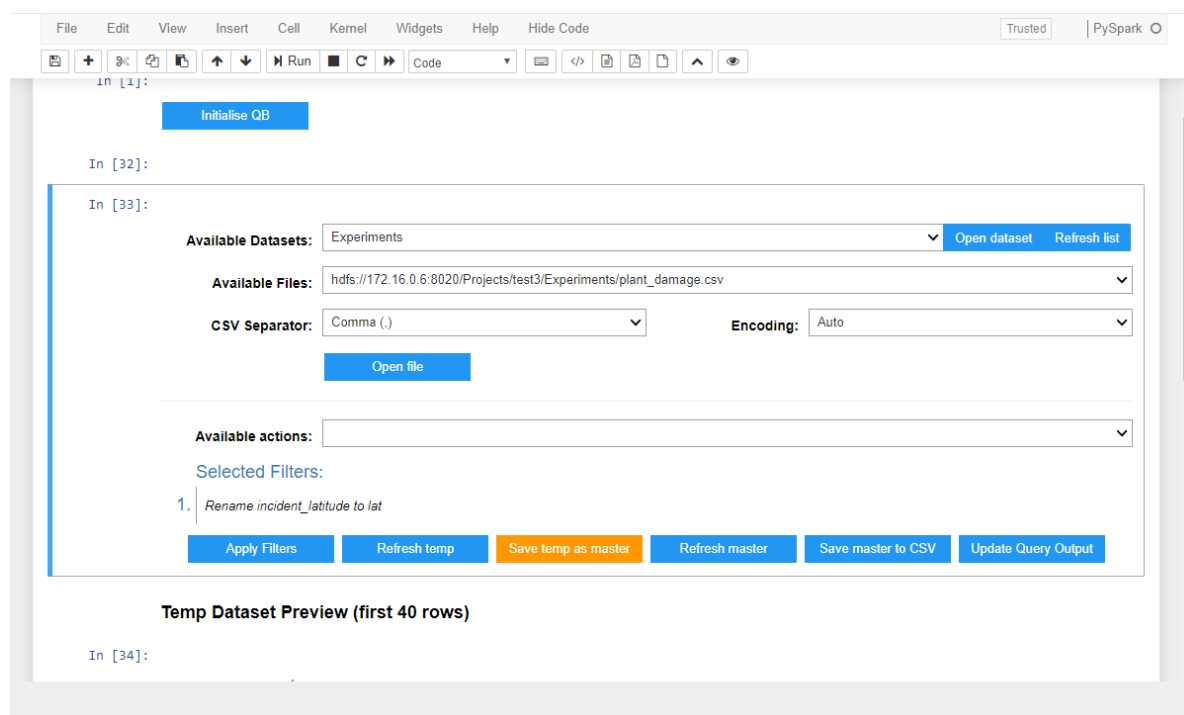 File Edit View Insert Cell Kernel Widgets Help Hide Code Trusted PySpark
Run Code
In [1]:
Initialise QB
In [32]:
In [33]:
Available Datasets: Experiments Open dataset Refresh list
Available Files: hdfs://172.16.0.6:8020/Projects/test3/Experiments/plant_damage.csv
CSV Separator: Comma (,) Encoding: Auto
Open file
Available actions:
Selected Filters:
1. Rename incident_latitude to lat
Apply Filters Refresh temp Save temp as master Refresh master Save master to CSV Update Query Output
Temp Dataset Preview (first 40 rows)
In [34]: